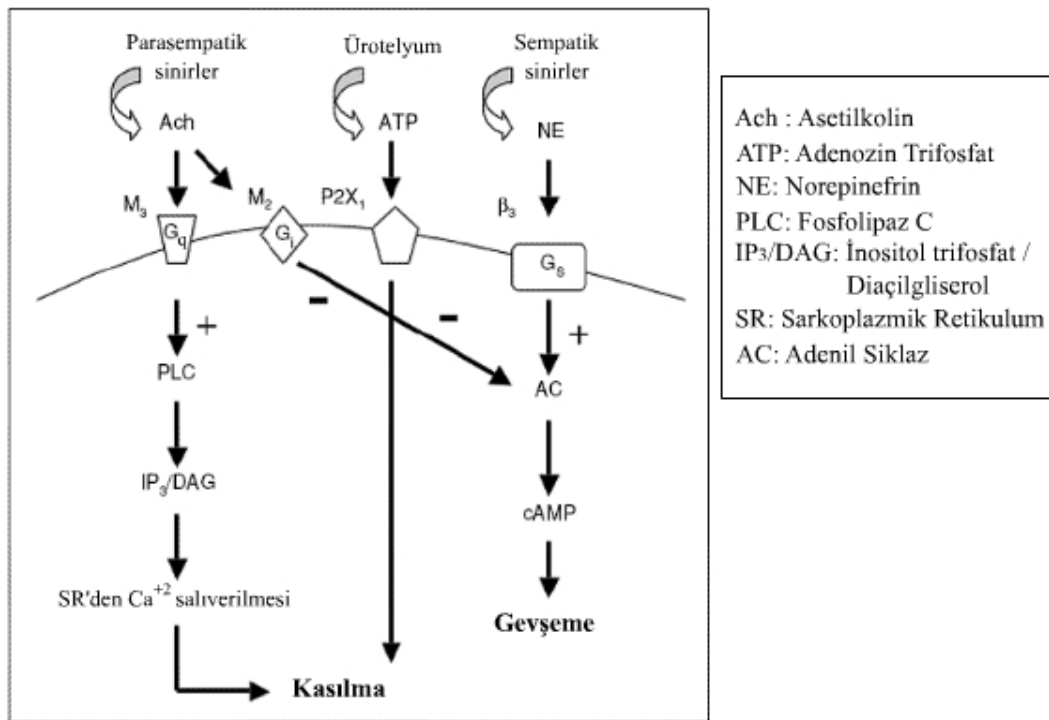 Parasempatik
sinirler
Ürotelyum
Sempatik
sinirler
Ach
ATP
NE
M3
M2
P2X1
β3
Gq
Gi
Gs
+
-
-
+
PLC
AC
IP3/DAG
cAMP
SR'den Ca+2 salıverilmesi
Gevşeme
Kasılma
Ach : Asetilkolin
ATP: Adenozin Trifosfat
NE: Norepinefrin
PLC: Fosfolipaz C
IP3/DAG: İnositol trifosfat /
Diaçilgliserol
SR: Sarkoplazmik Retikulum
AC: Adenil Siklaz